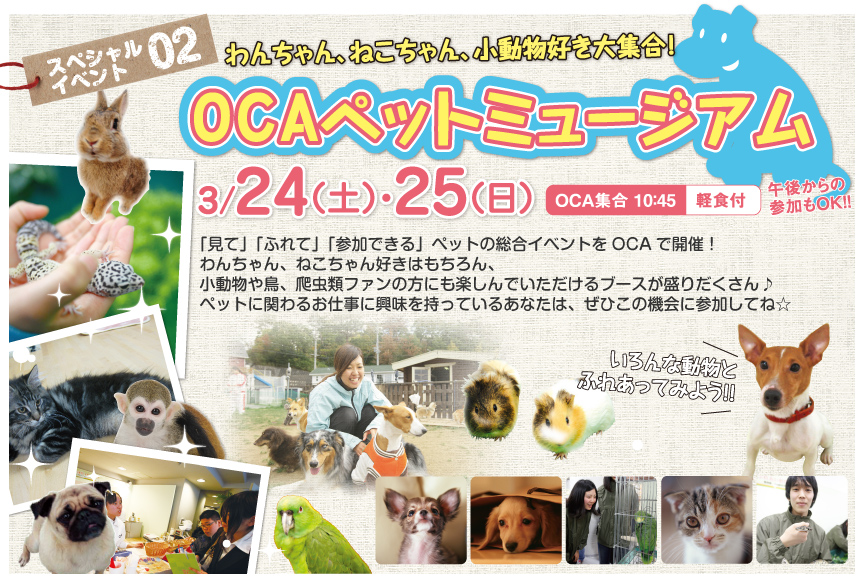 スペシャル
イベント 02
わんちゃん、ねこちゃん、小動物好き大集合!
OCAペットミュージアム
3/24(土)・25(日)
OCA集合 10:45 軽食付
午後からの
参加もOK!!
「見て」「ふれて」「参加できる」ペットの総合イベントをOCAで開催！
わんちゃん、ねこちゃん好きはもちろん、
小動物や鳥、爬虫類ファンの方にも楽しんでいただけるブースが盛りだくさん♪
ペットに関わるお仕事に興味を持っているあなたは、ぜひこの機会に参加してね☆
いろんな動物と
ふれあってみよう!!